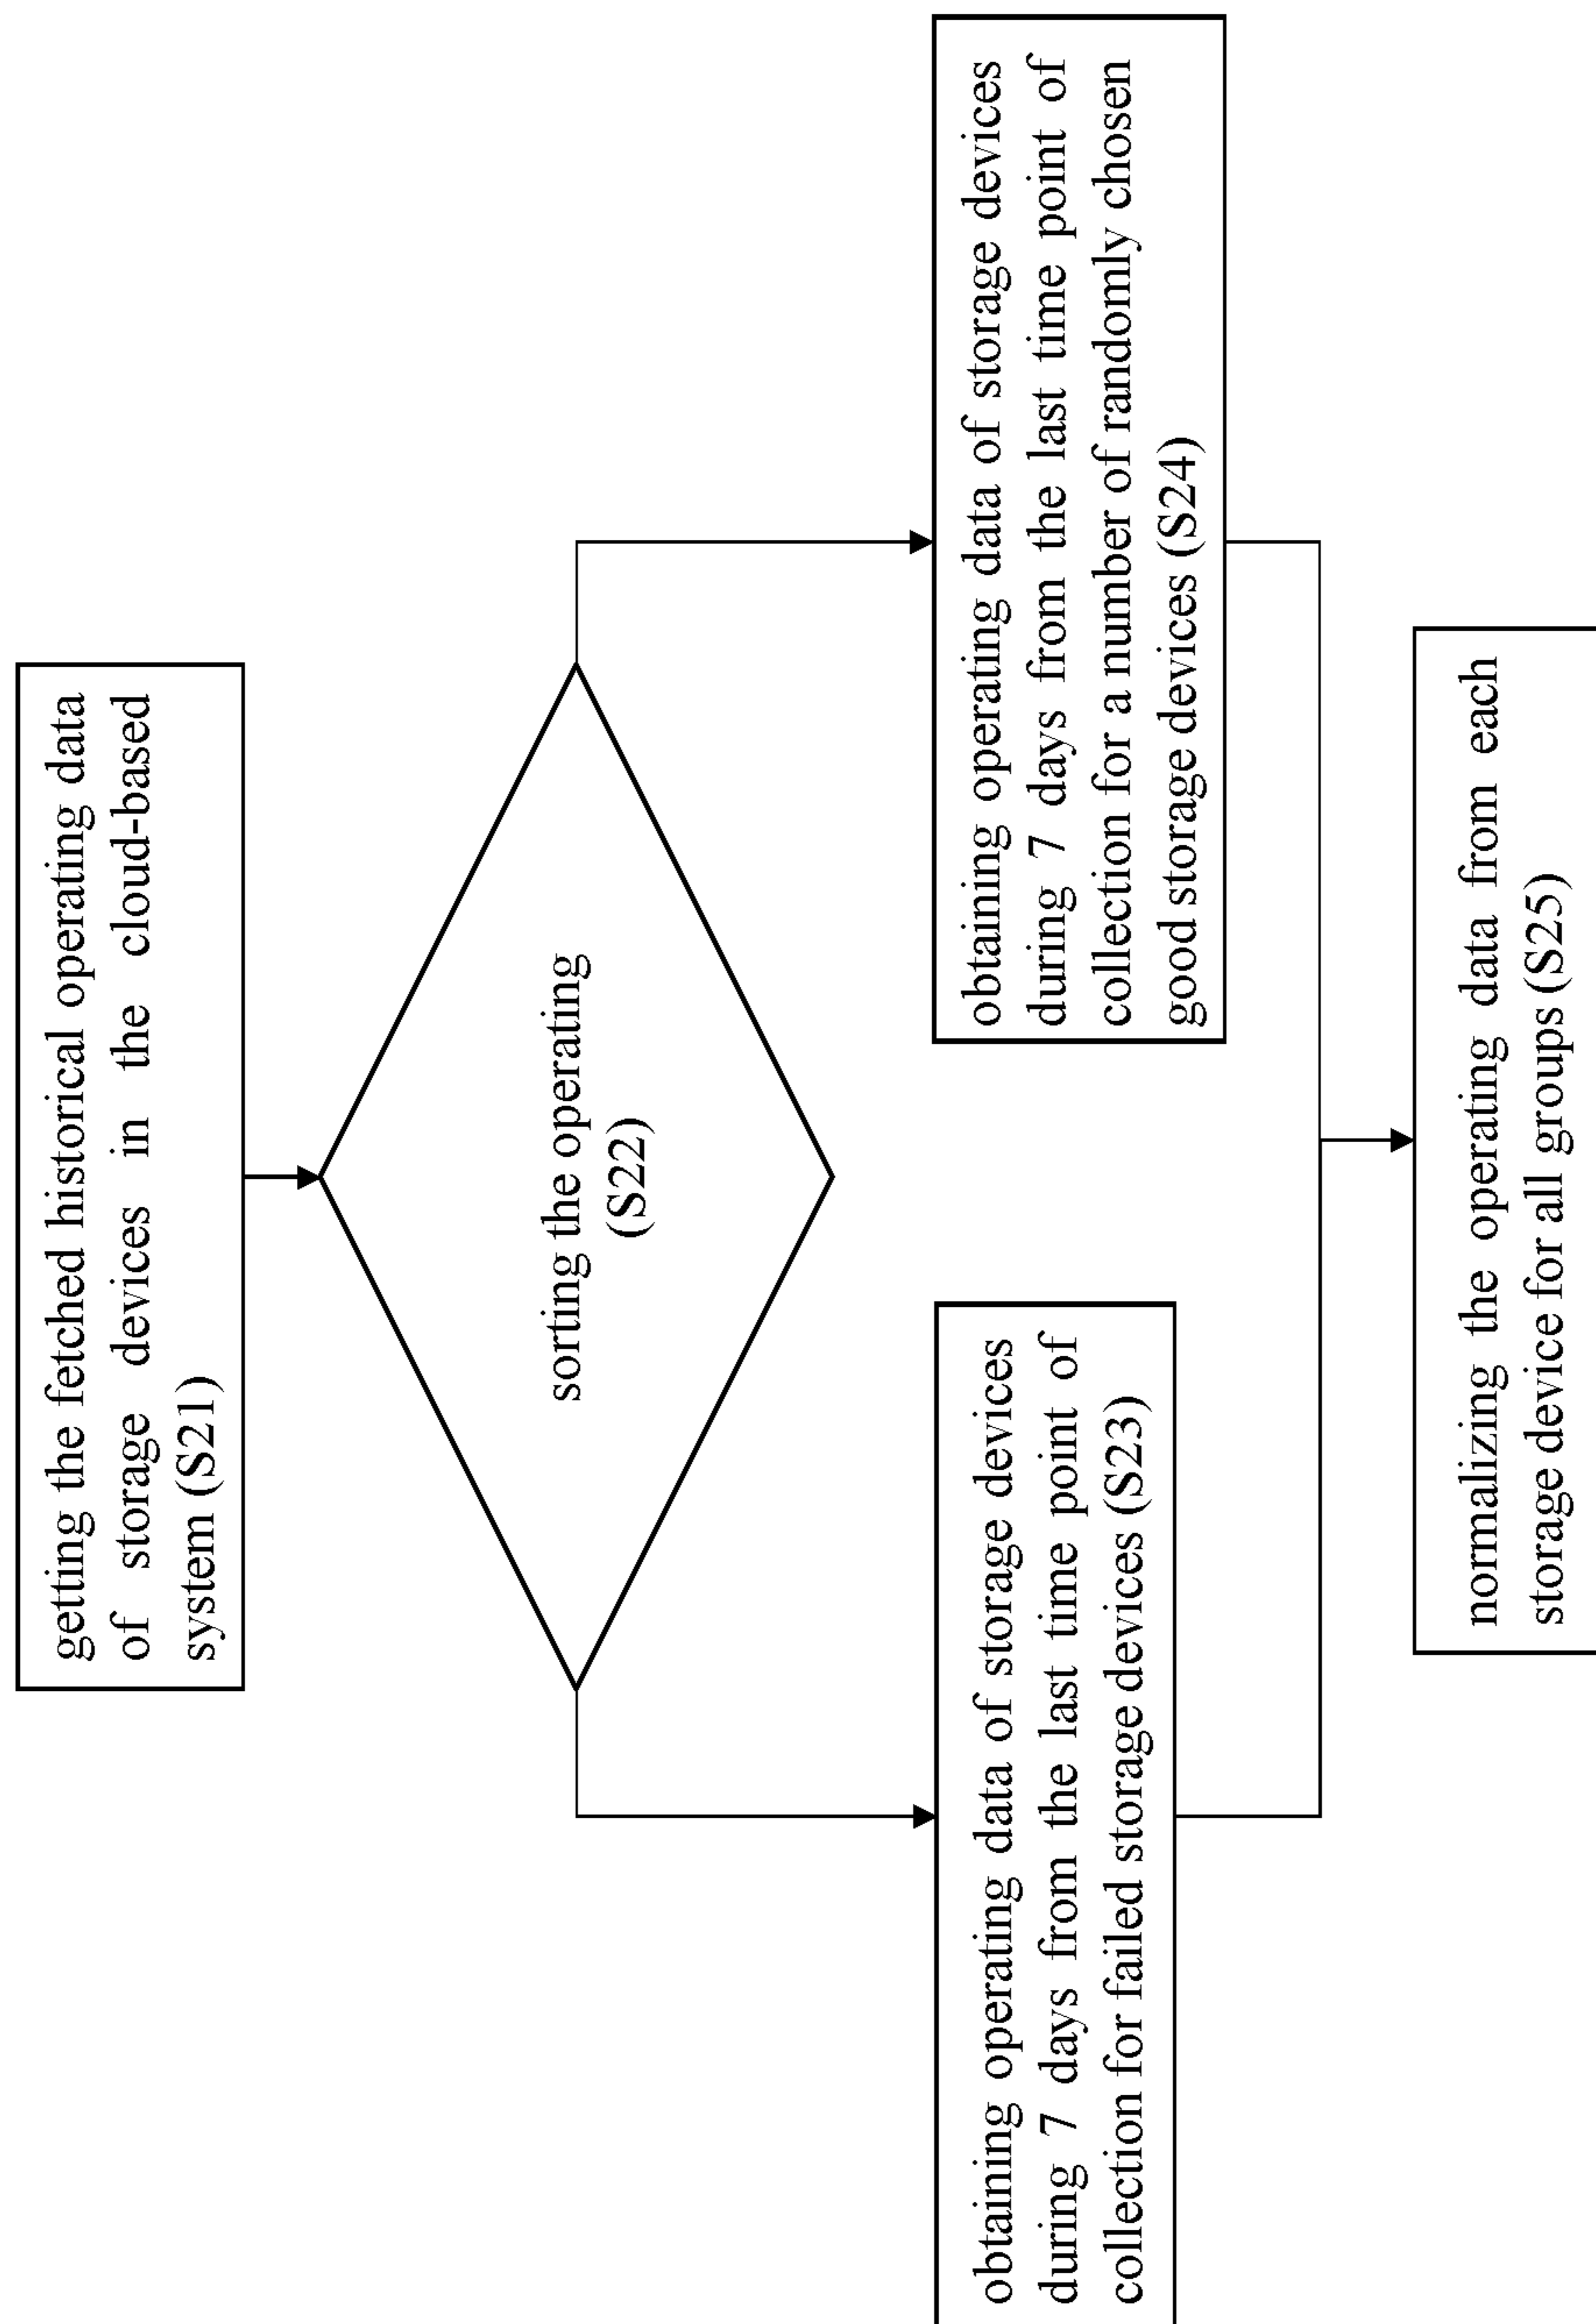 getting the fetched historical operating data
of storage devices in the cloud-based
system (S21)
sorting the operating
(S22)
obtaining operating data of storage devices
during 7 days from the last time point of
collection for failed storage devices (S23)
obtaining operating data of storage devices
during 7 days from the last time point of
collection for a number of randomly chosen
good storage devices (S24)
normalizing the operating data from each
storage device for all groups (S25)